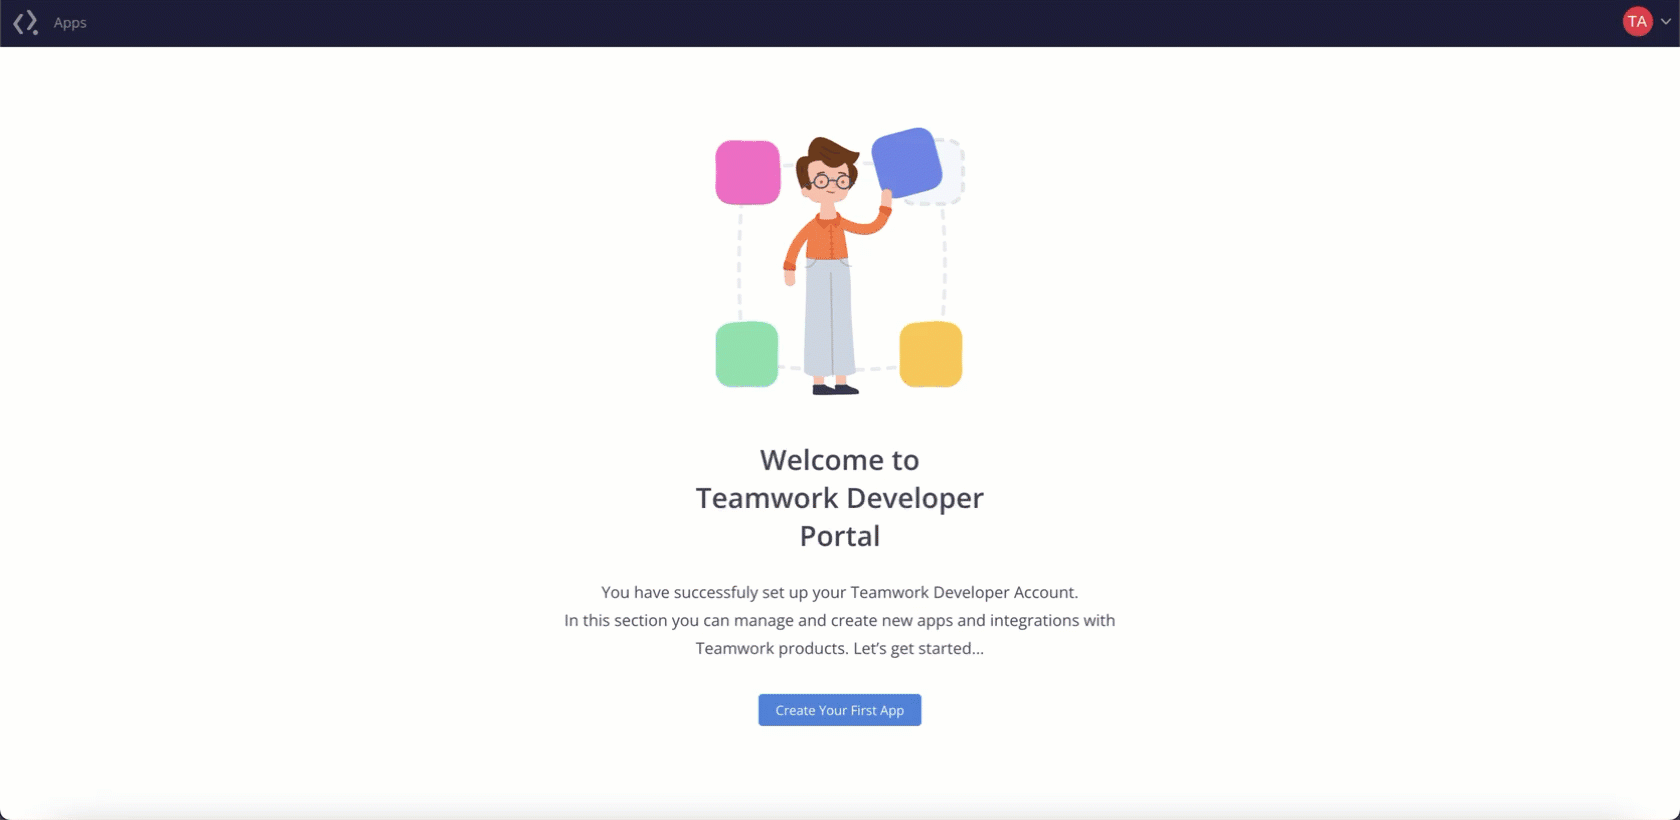 Apps
TA
Welcome to
Teamwork Developer
Portal
You have successfuly set up your Teamwork Developer Account.
In this section you can manage and create new apps and integrations with
Teamwork products. Let's get started...
Create Your First App